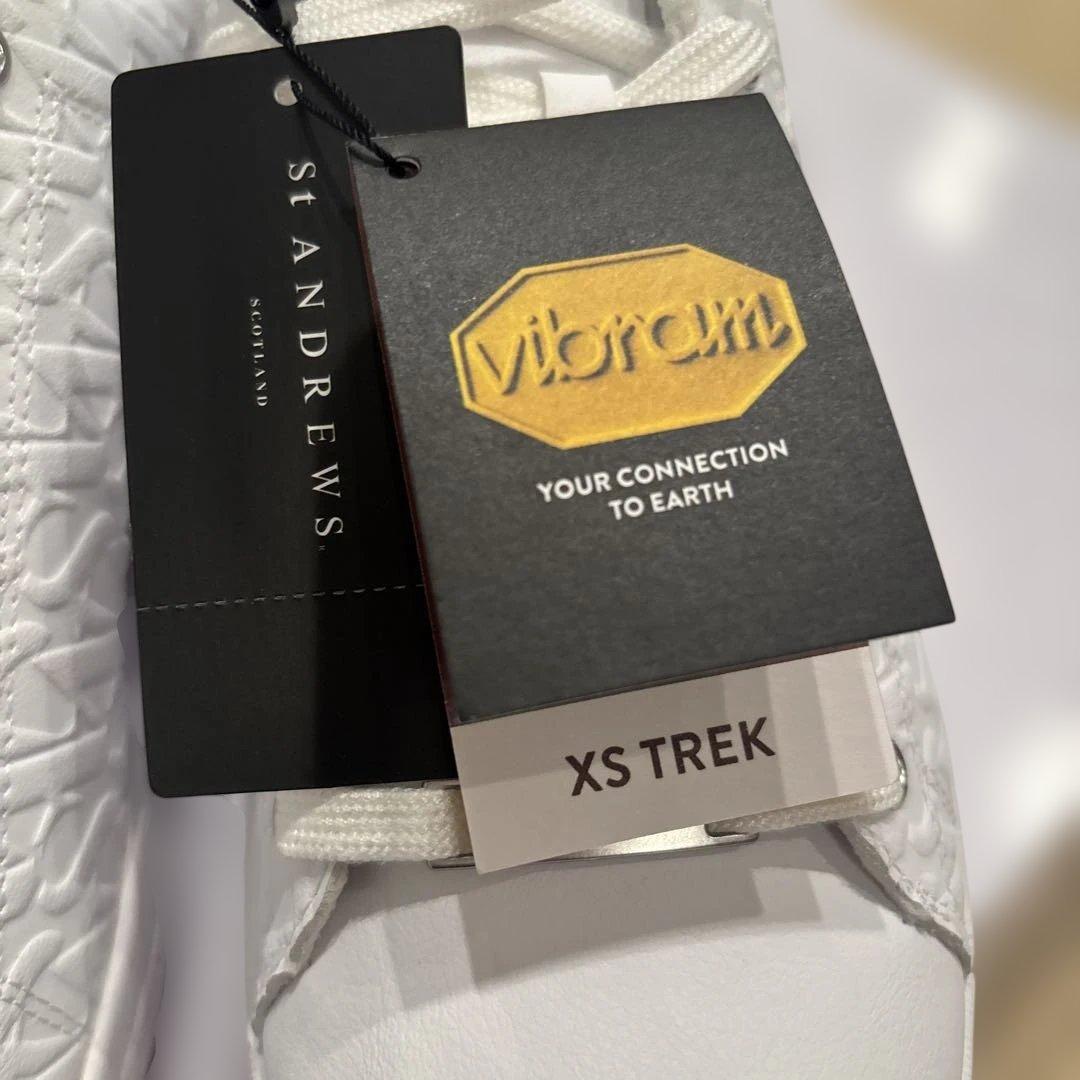 St ANDREWS
SCOTLAND
vibram
YOUR CONNECTION
TO EARTH
XS TREK